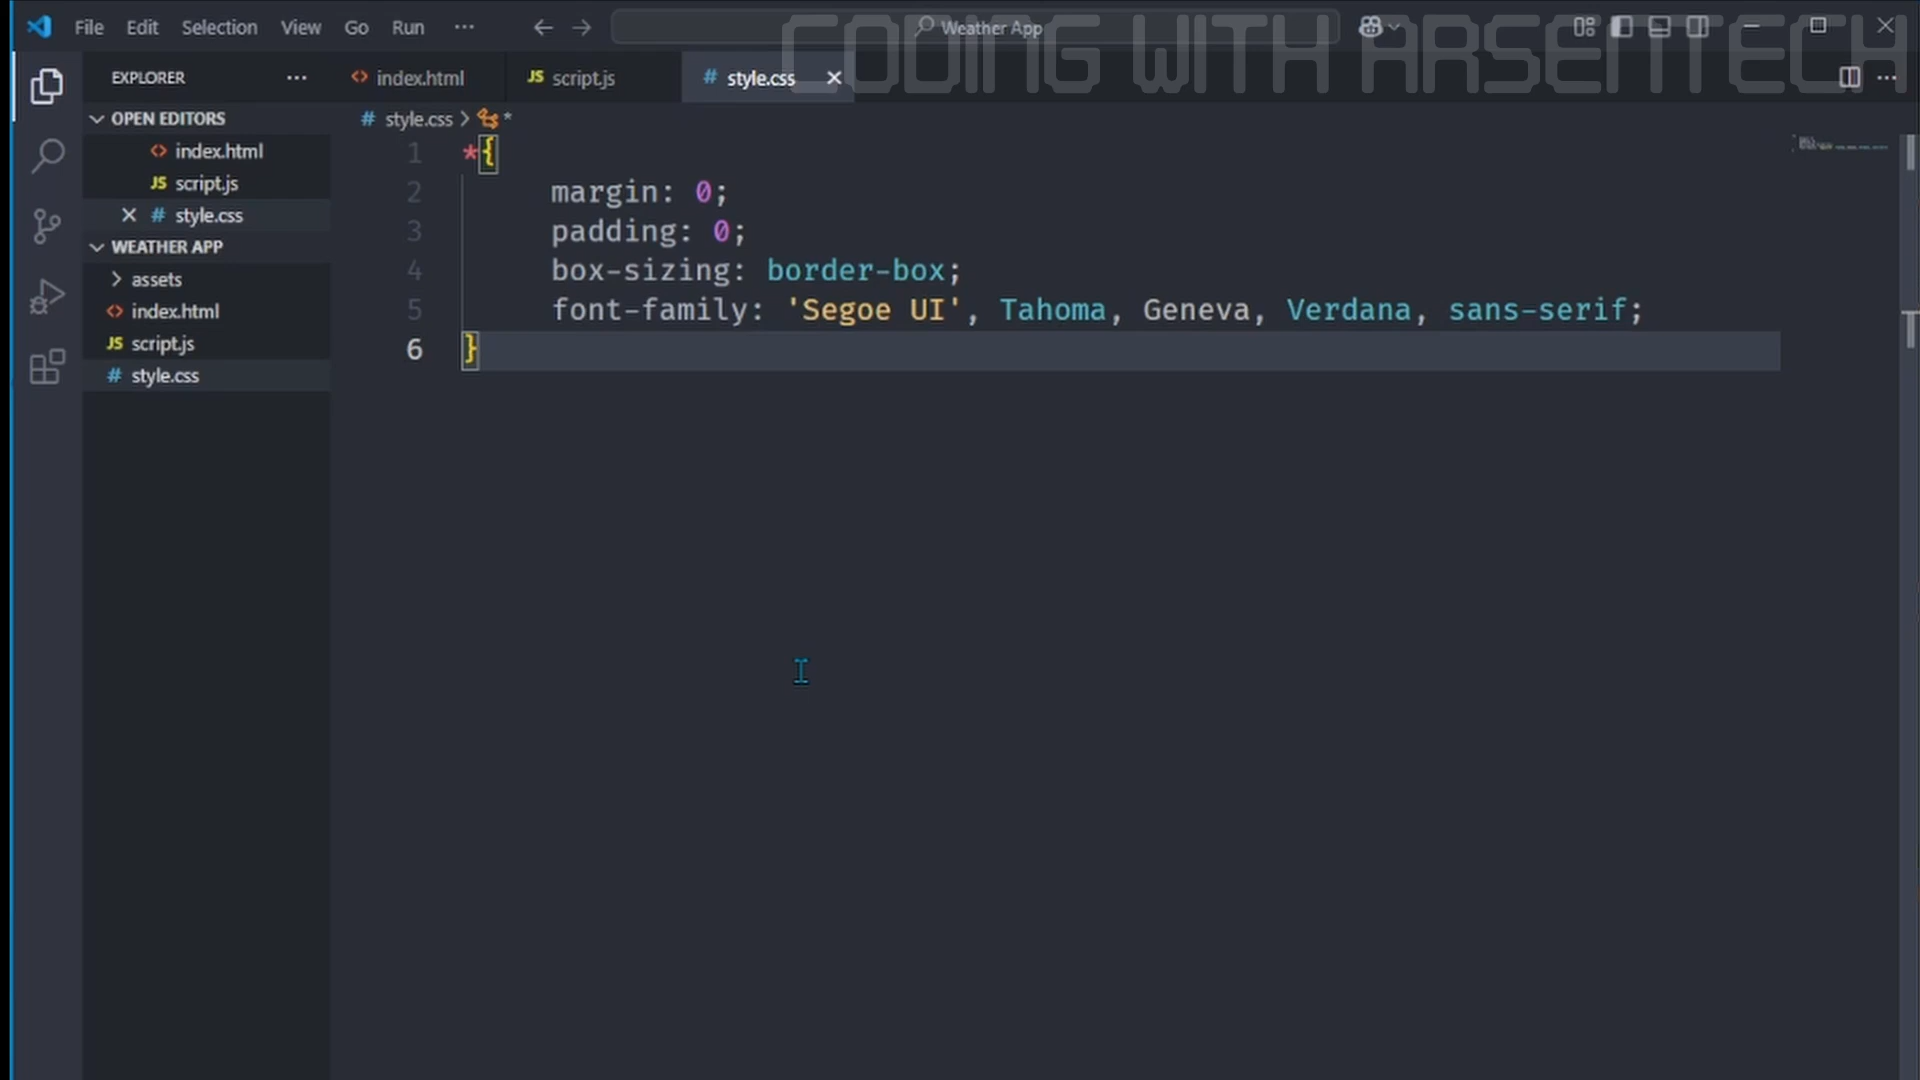 File Edit Selection View Go Run ··· Weather App
CODING WITH ARSENTECH
EXPLORER ···
index.html
JS script.js
# style.css
OPEN EDITORS
index.html
JS script.js
# style.css
WEATHER APP
assets
index.html
JS script.js
# style.css
# style.css > *
1 *{
2 margin: 0;
3 padding: 0;
4 box-sizing: border-box;
5 font-family: 'Segoe UI', Tahoma, Geneva, Verdana, sans-serif;
6 }